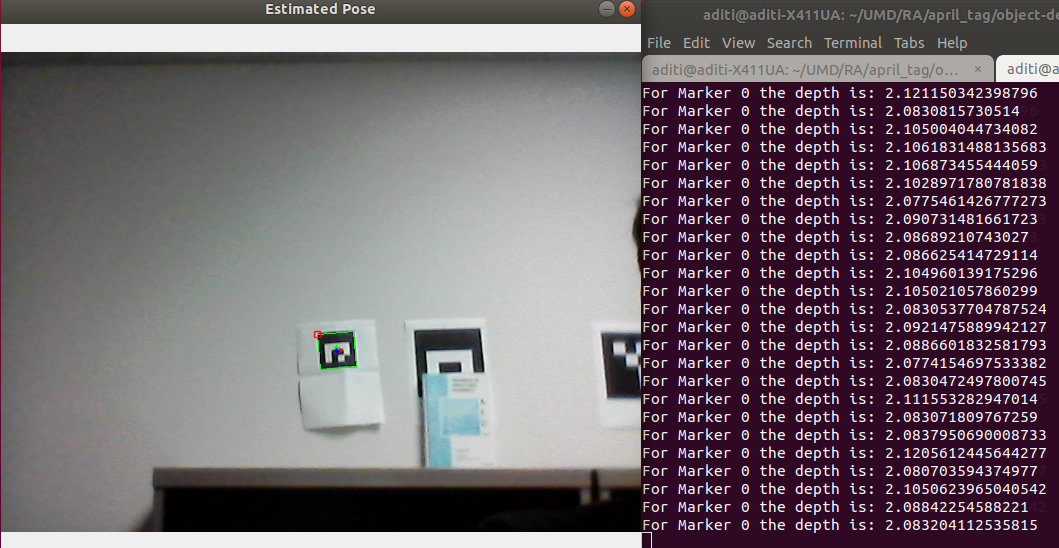 Estimated Pose
aditi@aditi-X411UA: ~/UMD/RA/april_tag/object-de
File Edit View Search Terminal Tabs Help
aditi@aditi-X411UA: ~/UMD/RA/april_tag/o… × aditi@a
For Marker 0 the depth is: 2.121150342398796
For Marker 0 the depth is: 2.0830815730514
For Marker 0 the depth is: 2.105004044734082
For Marker 0 the depth is: 2.1061831488135683
For Marker 0 the depth is: 2.106873455444059
For Marker 0 the depth is: 2.1028971780781838
For Marker 0 the depth is: 2.0775461426777273
For Marker 0 the depth is: 2.090731481661723
For Marker 0 the depth is: 2.08689210743027
For Marker 0 the depth is: 2.086625414729114
For Marker 0 the depth is: 2.104960139175296
For Marker 0 the depth is: 2.105021057860299
For Marker 0 the depth is: 2.0830537704787524
For Marker 0 the depth is: 2.0921475889942127
For Marker 0 the depth is: 2.0886601832581793
For Marker 0 the depth is: 2.0774154697533382
For Marker 0 the depth is: 2.0830472497800745
For Marker 0 the depth is: 2.111553282947014
For Marker 0 the depth is: 2.083071809767259
For Marker 0 the depth is: 2.0837950690008733
For Marker 0 the depth is: 2.1205612445644277
For Marker 0 the depth is: 2.080703594374977
For Marker 0 the depth is: 2.1050623965040542
For Marker 0 the depth is: 2.08842254588221
For Marker 0 the depth is: 2.083204112535815